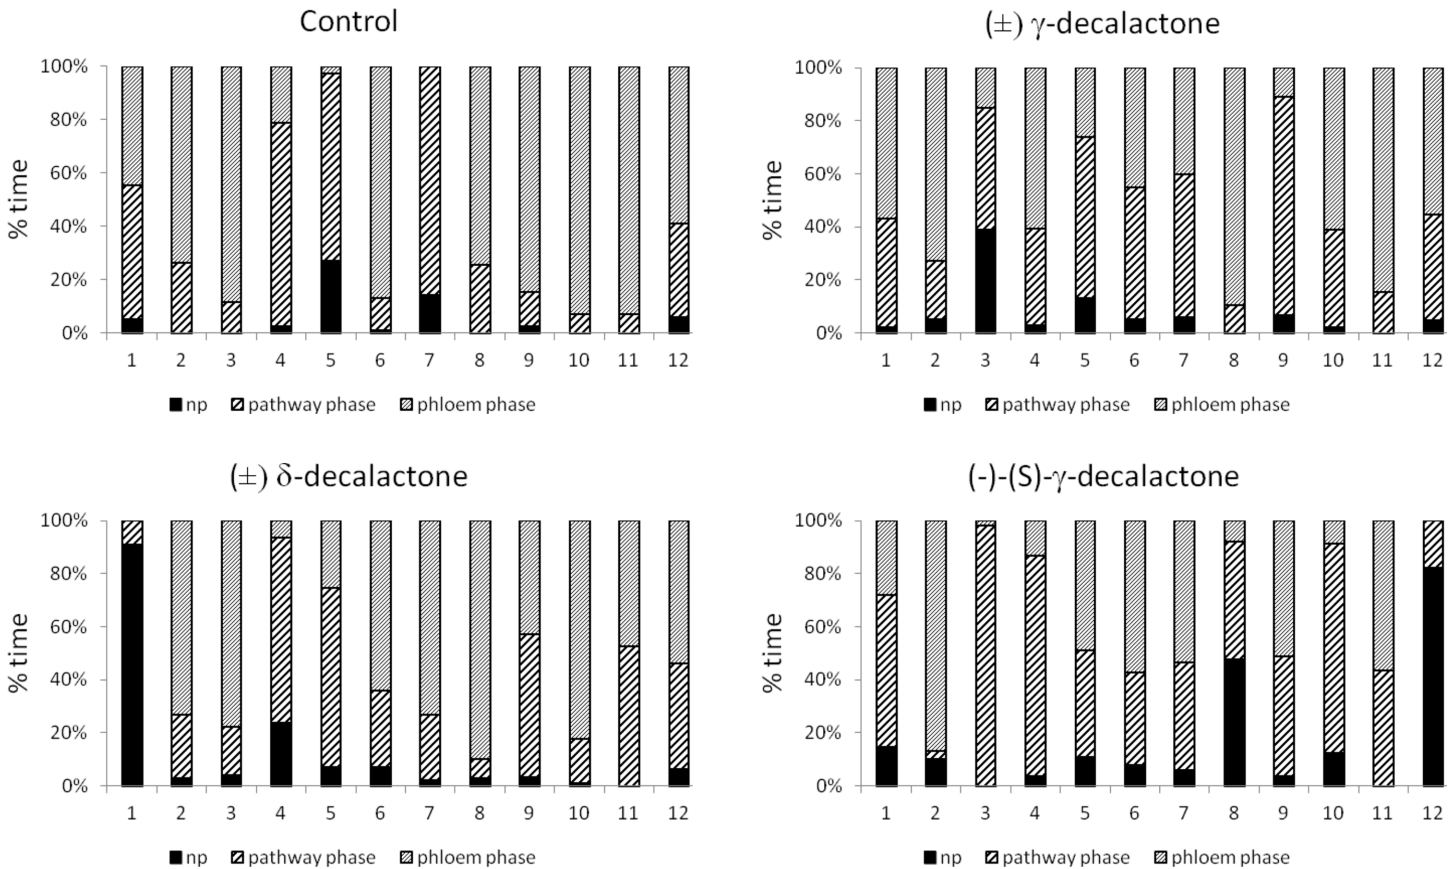 Control
100%
80%
60%
40%
20%
0%
% time
1 2 3 4 5 6 7 8 9 10 11 12
np pathway phase phloem phase
(±) γ-decalactone
100%
80%
60%
40%
20%
0%
% time
1 2 3 4 5 6 7 8 9 10 11 12
np pathway phase phloem phase
(±) δ-decalactone
100%
80%
60%
40%
20%
0%
% time
1 2 3 4 5 6 7 8 9 10 11 12
np pathway phase phloem phase
(-)-(S)-γ-decalactone
100%
80%
60%
40%
20%
0%
% time
1 2 3 4 5 6 7 8 9 10 11 12
np pathway phase phloem phase